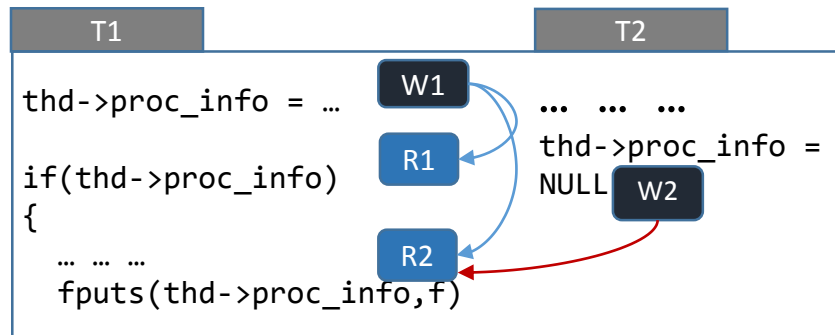 T1
T2
thd->proc_info = …
W1
… … …
R1
thd->proc_info =
if(thd->proc_info)
NULL
W2
{
… … …
R2
fputs(thd->proc_info,f)